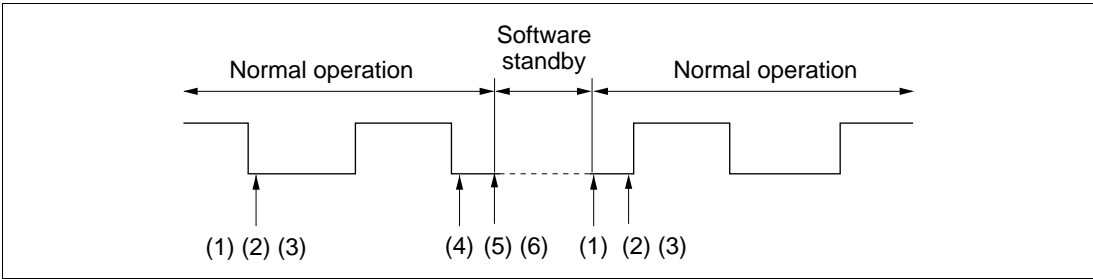 Software
standby
Normal operation
Normal operation
(1) (2) (3)
(4) (5) (6)
(1) (2) (3)